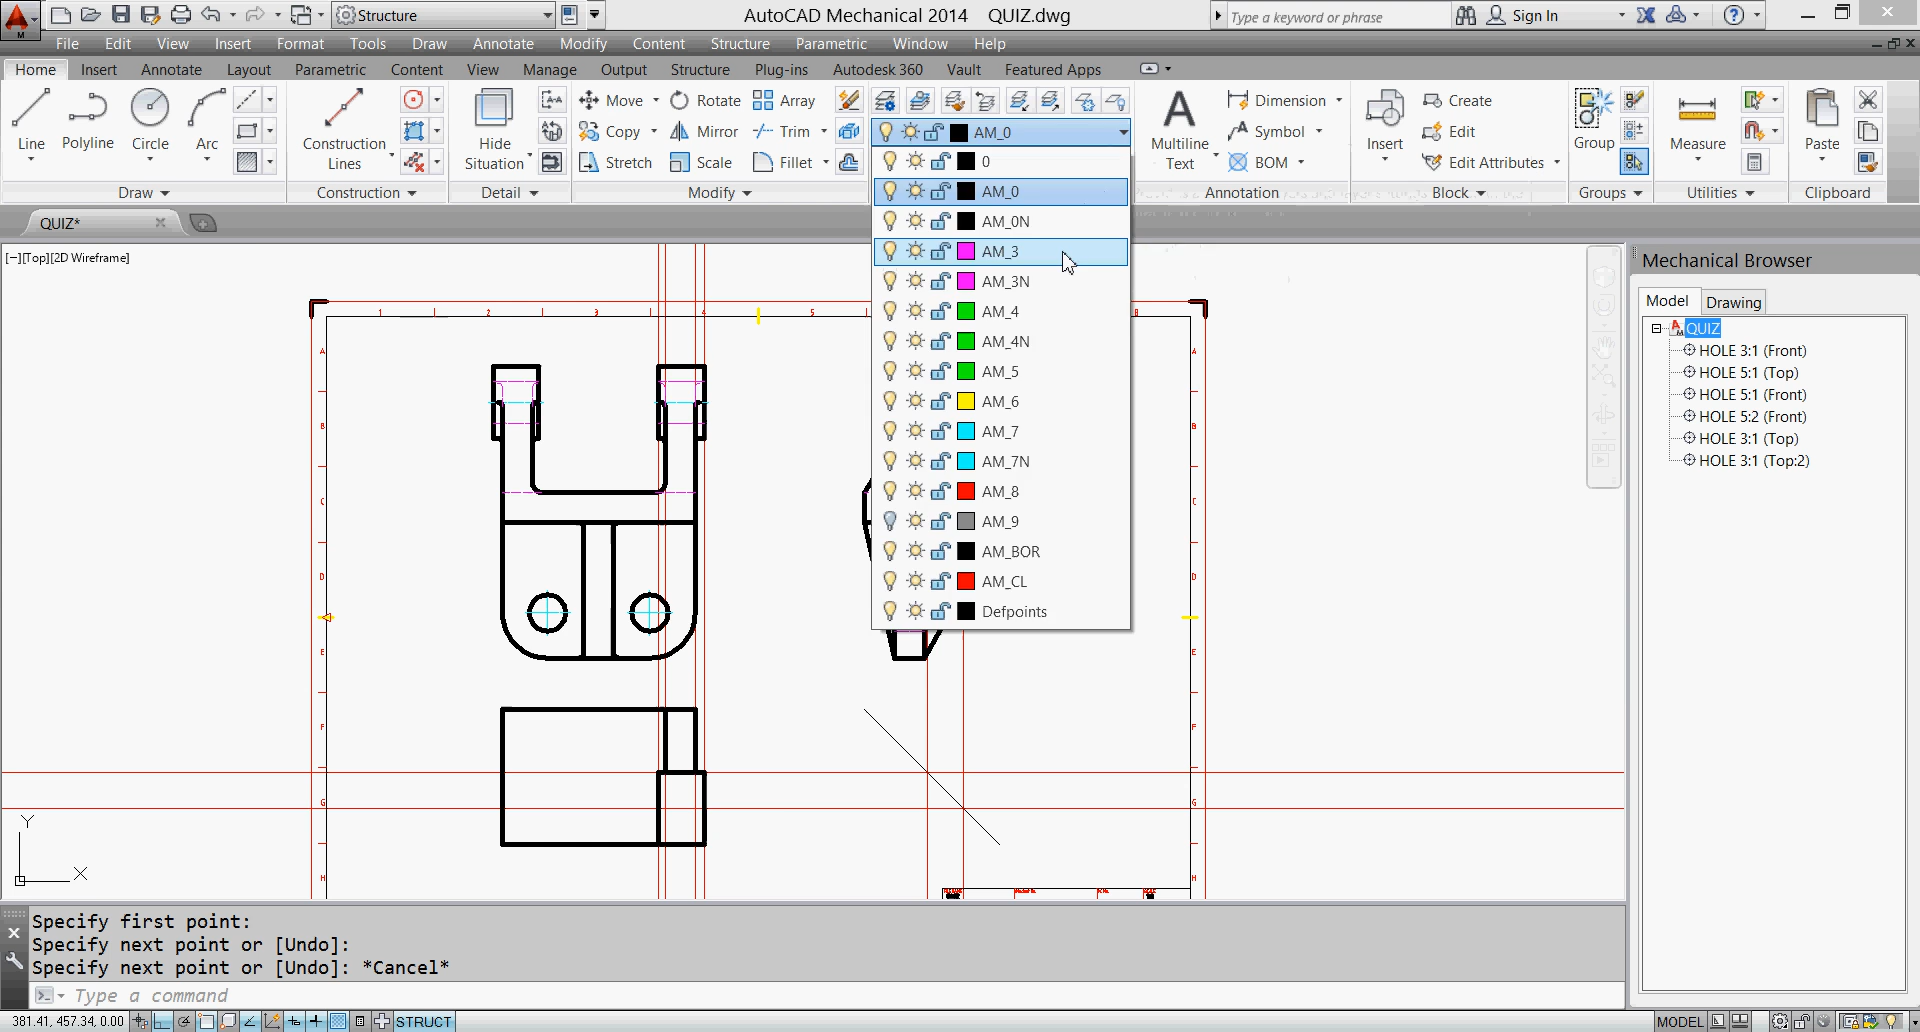 Structure
AutoCAD Mechanical 2014 QUIZ.dwg
Type a keyword or phrase
Sign In
M
File Edit View Insert Format Tools Draw Annotate Modify Content Structure Parametric Window Help
Home Insert Annotate Layout Parametric Content View Manage Output Structure Plug-ins Autodesk 360 Vault Featured Apps
Line
Polyline
Circle
Arc
Construction
Lines
Hide
Situation
Move
Rotate
Array
Copy
Mirror
Trim
Stretch
Scale
Fillet
Multiline
Text
Dimension
Symbol
BOM
Insert
Create
Edit
Edit Attributes
Group
Measure
Paste
Draw
Construction
Detail
Modify
Annotation
Block
Groups
Utilities
Clipboard
AM_0
0
AM_0
AM_0N
AM_3
AM_3N
AM_4
AM_4N
AM_5
AM_6
AM_7
AM_7N
AM_8
AM_9
AM_BOR
AM_CL
Defpoints
QUIZ*
[−][Top][2D Wireframe]
1 2 3 4 5 8
A A
B B
C C
D D
E E
F F
G G
H H
Y
X
Mechanical Browser
Model Drawing
QUIZ
HOLE 3:1 (Front)
HOLE 5:1 (Top)
HOLE 5:1 (Front)
HOLE 5:2 (Front)
HOLE 3:1 (Top)
HOLE 3:1 (Top:2)
Specify first point:
Specify next point or [Undo]:
Specify next point or [Undo]: *Cancel*
Type a command
381.41, 457.34, 0.00
STRUCT
MODEL